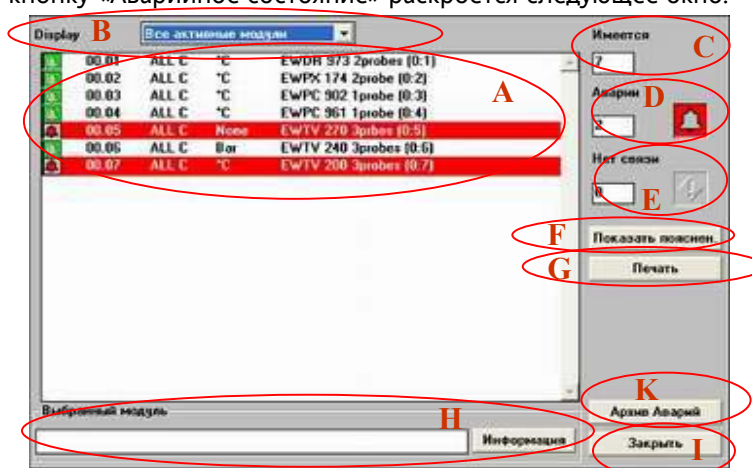 кнопку «Аварийное состояние» раскроется следующее окно:
Display B Все активные модули
Имеется C
7
00.01 ALL C °C EWDR 973 2probes (0:1)
00.02 ALL C °C EWPX 174 2probe (0:2)
00.03 ALL C °C EWPC 902 1probe (0:3)
00.04 ALL C °C EWPC 961 1probe (0:4)
00.05 ALL C None EWTV 270 3prbes (0:5)
00.06 ALL C Bar EWTV 240 3probes (0:6)
00.07 ALL C °C EWTV 200 3probes (0:7)
A
Аварии D
2
Нет связи
0 E
F
Показать пояснен.
G Печать
K
Архив Аварий
Выбранный модуль H
Информация
Закрыть I